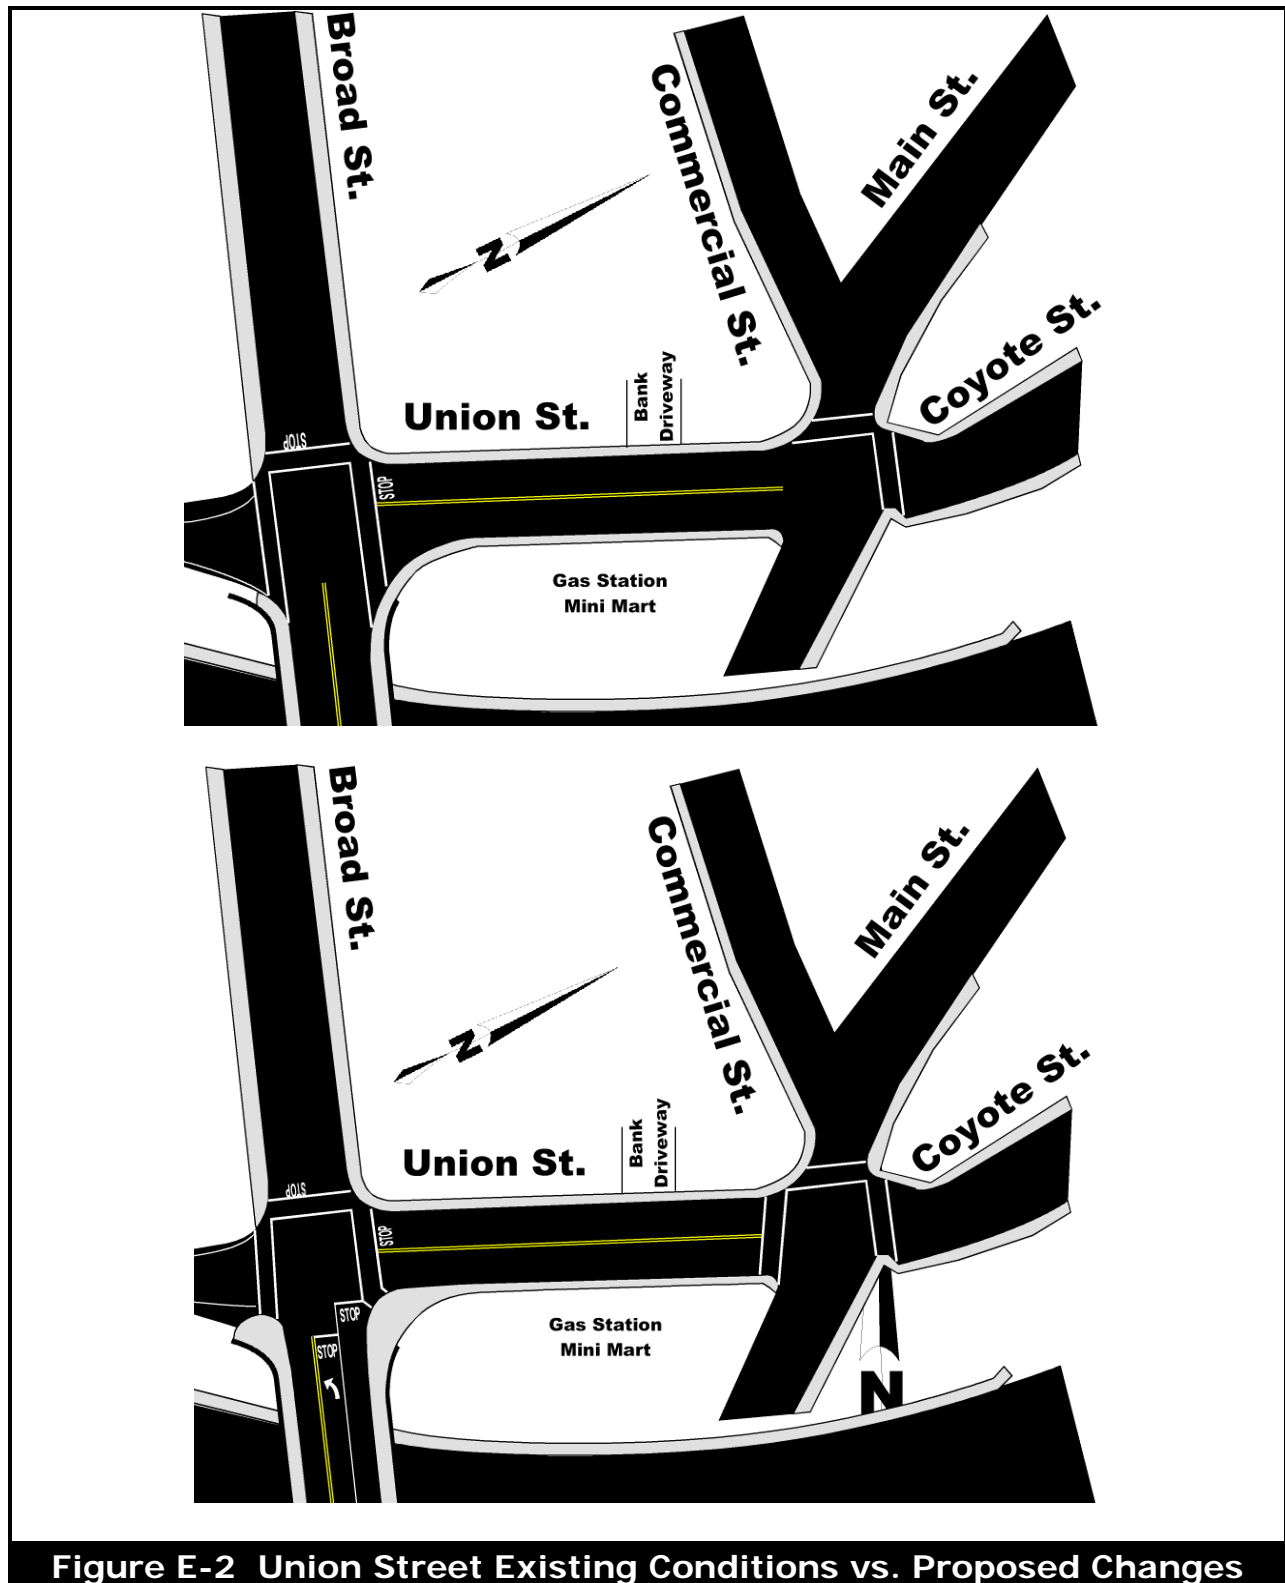 Broad St.
Commercial St.
Main St.
N
Coyote St.
Bank
Driveway
Union St.
STOP
STOP
Gas Station
Mini Mart
Broad St.
Commercial St.
Main St.
N
Coyote St.
Bank
Driveway
Union St.
STOP
STOP
STOP
Gas Station
Mini Mart
STOP
N
Figure E-2 Union Street Existing Conditions vs. Proposed Changes